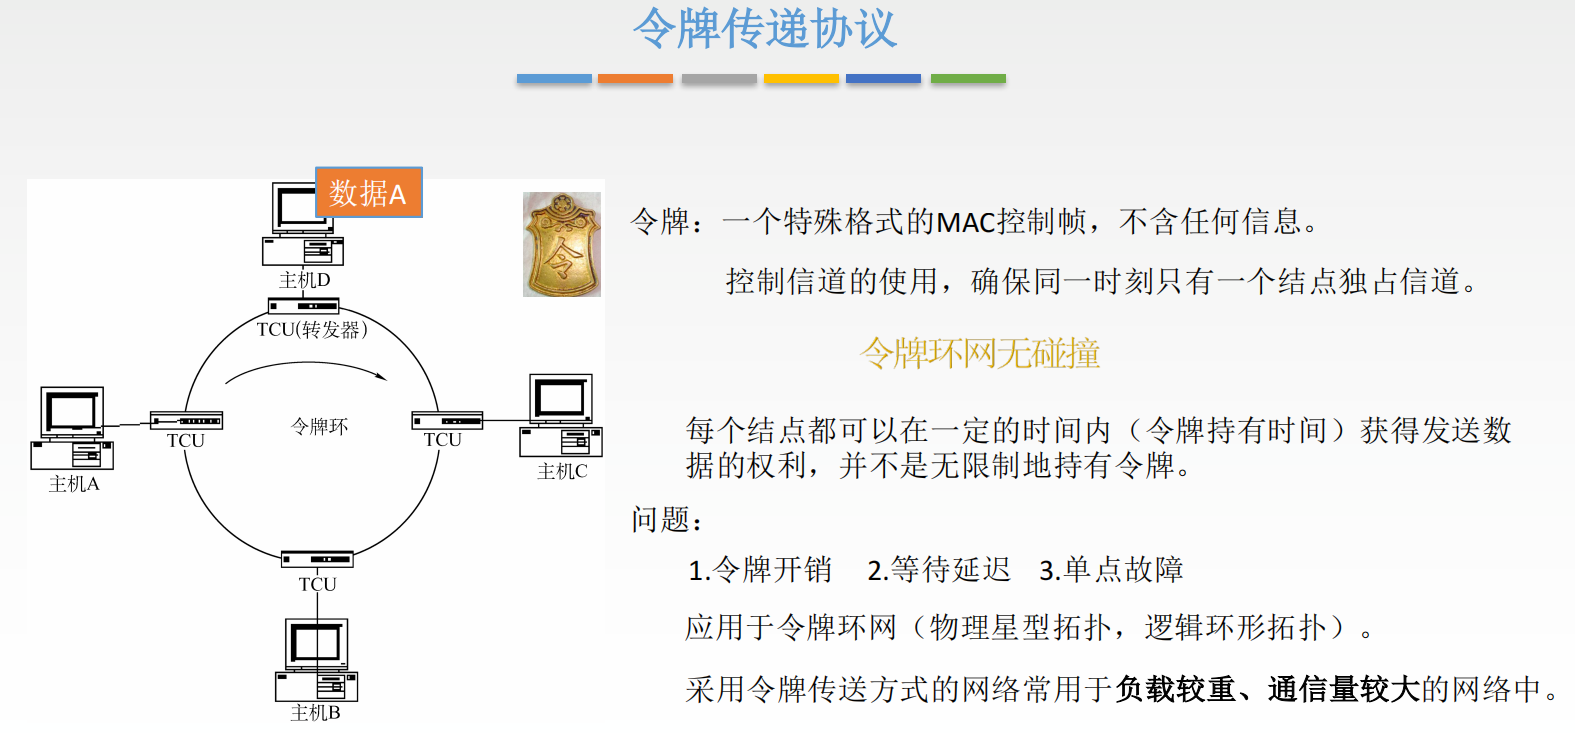 令牌传递协议
数据A
主机D
TCU(转发器)
令
令牌环
TCU
主机A
TCU
主机C
TCU
主机B
令牌：一个特殊格式的MAC控制帧，不含任何信息。
控制信道的使用，确保同一时刻只有一个结点独占信道。
令牌环网无碰撞
每个结点都可以在一定的时间内（令牌持有时间）获得发送数
据的权利，并不是无限制地持有令牌。
问题：
1.令牌开销 2.等待延迟 3.单点故障
应用于令牌环网（物理星型拓扑，逻辑环形拓扑）。
采用令牌传送方式的网络常用于负载较重、通信量较大的网络中。